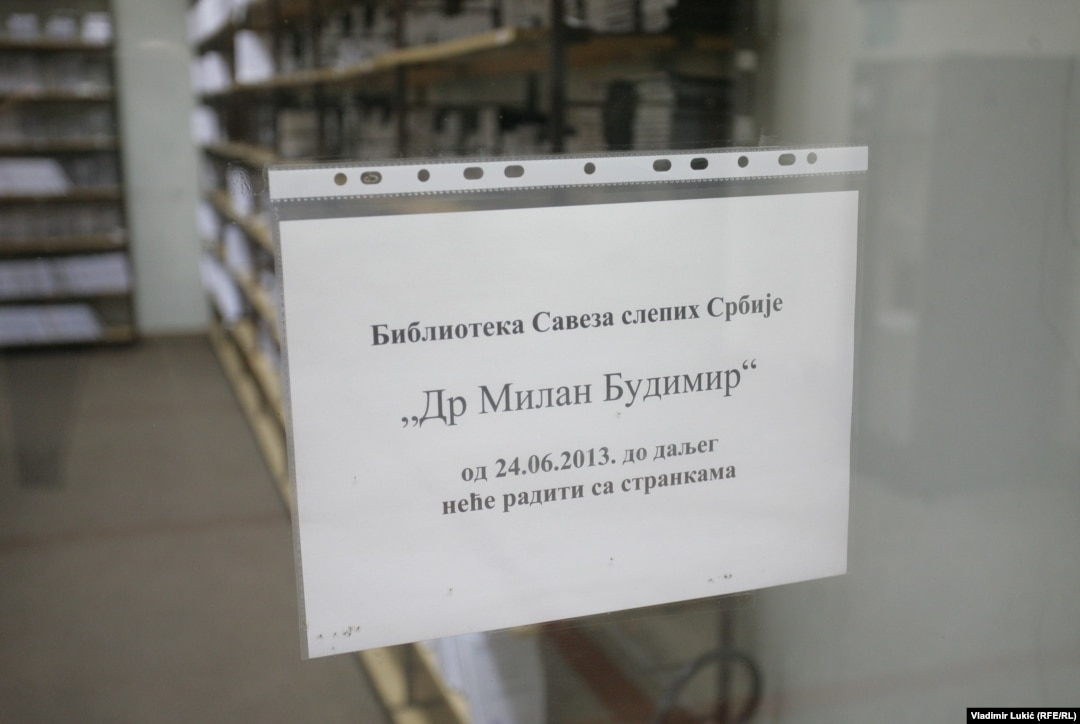 Библиотека Савеза слепих Србије
„Др Милан Будимир“
од 24.06.2013. до даљег
неће радити са странкама
Vladimir Lukić (RFE/RL)